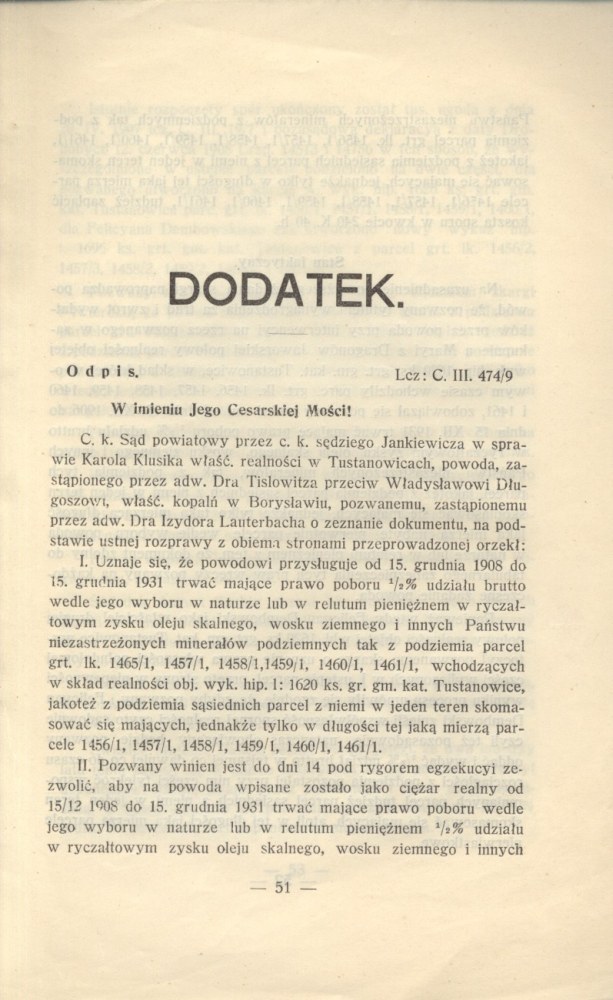 DODATEK.
Odpis.
Lcz: C. III. 474/9
W imieniu Jego Cesarskiej Mości!
C. k. Sąd powiatowy przez c. k. sędziego Jankiewicza w spra-
wie Karola Klusika właść. realności w Tustanowicach, powoda, za-
stąpionego przez adw. Dra Tislowitza przeciw Władysławowi Dłu-
goszowi, właść. kopalń w Borysławiu, pozwanemu, zastąpionemu
przez adw. Dra Izydora Lauterbacha o zeznanie dokumentu, na pod-
stawie ustnej rozprawy z obiema stronami przeprowadzonej orzekł:
I. Uznaje się, że powodowi przysługuje od 15. grudnia 1908 do
15. grudnia 1931 trwać mające prawo poboru ½% udziału brutto
wedle jego wyboru w naturze lub w relutum pieniężnem w ryczał-
towym zysku oleju skalnego, wosku ziemnego i innych Państwu
niezastrzeżonych minerałów podziemnych tak z podziemia parcel
grt. lk. 1465/1, 1457/1, 1458/1,1459/1, 1460/1, 1461/1, wchodzących
w skład realności obj. wyk. hip. l: 1620 ks. gr. gm. kat. Tustanowice,
jakoteż z podziemia sąsiednich parcel z niemi w jeden teren skoma-
sować się mających, jednakże tylko w długości tej jaką mierzą par-
cele 1456/1, 1457/1, 1458/1, 1459/1, 1460/1, 1461/1.
II. Pozwany winien jest do dni 14 pod rygorem egzekucyi ze-
zwolić, aby na powoda wpisane zostało jako ciężar realny od
15/12 1908 do 15. grudnia 1931 trwać mające prawo poboru wedle
jego wyboru w naturze lub w relutum pieniężnem ½% udziału
w ryczałtowym zysku oleju skalnego, wosku ziemnego i innych
— 51 —